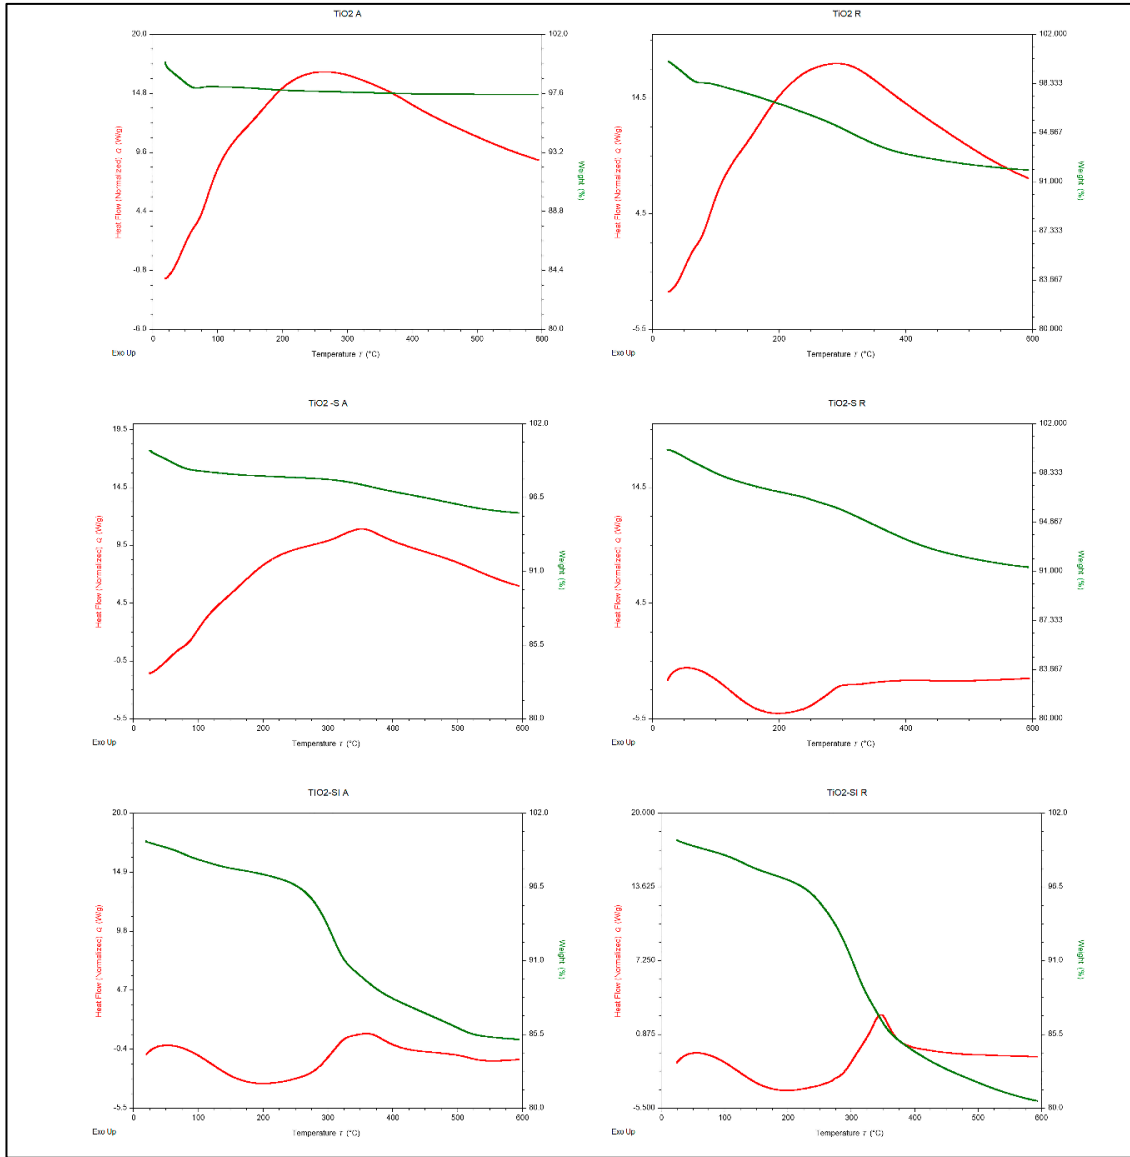 TiO2 A
20.0
14.8
9.6
4.4
-0.8
-6.0
Heat Flow (Normalized) Q (W/g)
102.0
97.6
93.2
88.8
84.4
80.0
Weight (%)
0 100 200 300 400 500 600
Exo Up
Temperature T (°C)
TiO2 R
14.5
4.5
-5.5
Heat Flow (Normalized) Q (W/g)
102.000
98.333
94.667
91.000
87.333
83.667
80.000
Weight (%)
0 200 400 600
Exo Up
Temperature T (°C)
TiO2 -S A
19.5
14.5
9.5
4.5
-0.5
-5.5
Heat Flow (Normalized) Q (W/g)
102.0
96.5
91.0
85.5
80.0
Weight (%)
0 100 200 300 400 500 600
Exo Up
Temperature T (°C)
TiO2-S R
14.5
4.5
-5.5
Heat Flow (Normalized) Q (W/g)
102.000
98.333
94.667
91.000
87.333
83.667
80.000
Weight (%)
0 200 400 600
Exo Up
Temperature T (°C)
TIO2-SI A
20.0
14.9
9.8
4.7
-0.4
-5.5
Heat Flow (Normalized) Q (W/g)
102.0
96.5
91.0
85.5
80.0
Weight (%)
0 100 200 300 400 500 600
Exo Up
Temperature T (°C)
TiO2-SI R
20.000
13.625
7.250
0.875
-5.500
Heat Flow (Normalized) Q (W/g)
102.0
96.5
91.0
85.5
80.0
Weight (%)
0 100 200 300 400 500 600
Exo Up
Temperature T (°C)